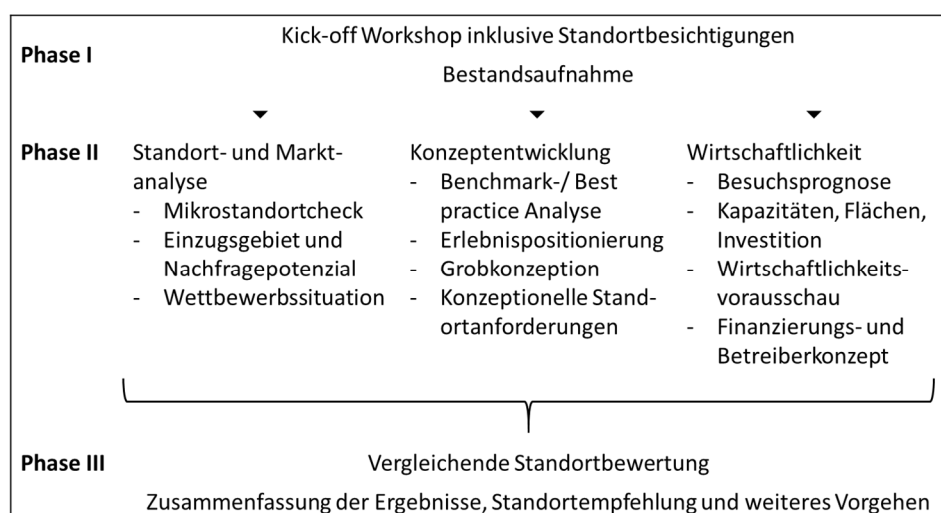 Phase I
Kick-off Workshop inklusive Standortbesichtigungen
Bestandsaufnahme
Phase II
Standort- und Markt-
analyse
- Mikrostandortcheck
- Einzugsgebiet und
Nachfragepotenzial
- Wettbewerbssituation
Konzeptentwicklung
- Benchmark-/ Best
practice Analyse
- Erlebnispositionierung
- Grobkonzeption
- Konzeptionelle Stand-
ortanforderungen
Wirtschaftlichkeit
- Besuchsprognose
- Kapazitäten, Flächen,
Investition
- Wirtschaftlichkeits-
vorausschau
- Finanzierungs- und
Betreiberkonzept
Phase III
Vergleichende Standortbewertung
Zusammenfassung der Ergebnisse, Standortempfehlung und weiteres Vorgehen